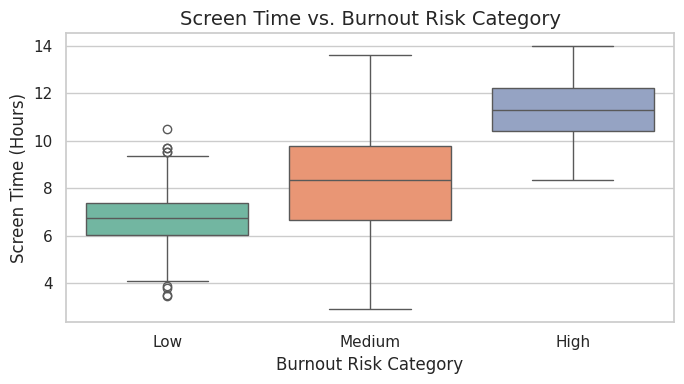 Screen Time vs. Burnout Risk Category
Screen Time (Hours)
14
12
10
8
6
4
Low
Medium
High
Burnout Risk Category